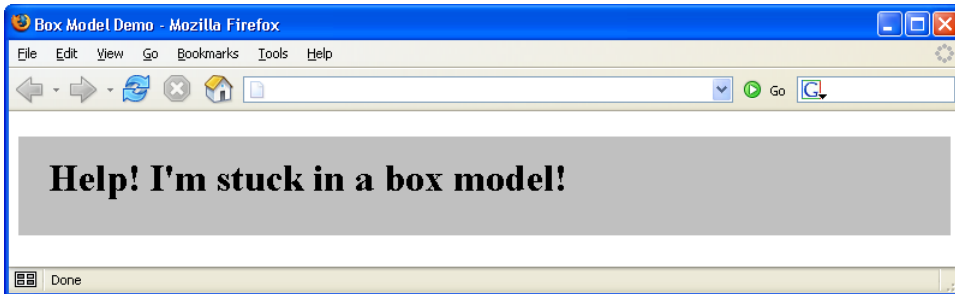 Box Model Demo - Mozilla Firefox
File Edit View Go Bookmarks Tools Help
Go G
Help! I'm stuck in a box model!
Done